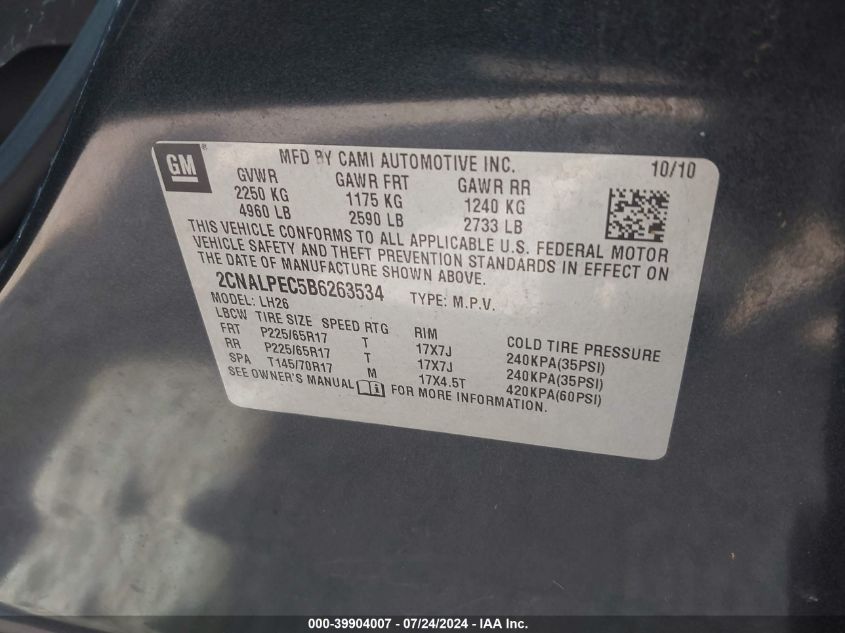 GM®
MFD BY CAMI AUTOMOTIVE INC. 10/10
GVWR GAWR FRT GAWR RR
2250 KG 1175 KG 1240 KG
4960 LB 2590 LB 2733 LB
THIS VEHICLE CONFORMS TO ALL APPLICABLE U.S. FEDERAL MOTOR
VEHICLE SAFETY AND THEFT PREVENTION STANDARDS IN EFFECT ON
THE DATE OF MANUFACTURE SHOWN ABOVE.
2CNALPEC5B6263534 TYPE: M.P.V.
MODEL: LH26
LBCW TIRE SIZE SPEED RTG RIM COLD TIRE PRESSURE
FRT P225/65R17 T 17X7J 240KPA(35PSI)
RR P225/65R17 T 17X7J 240KPA(35PSI)
SPA T145/70R17 M 17X4.5T 420KPA(60PSI)
SEE OWNER'S MANUAL FOR MORE INFORMATION.
000-39904007 - 07/24/2024 - IAA Inc.